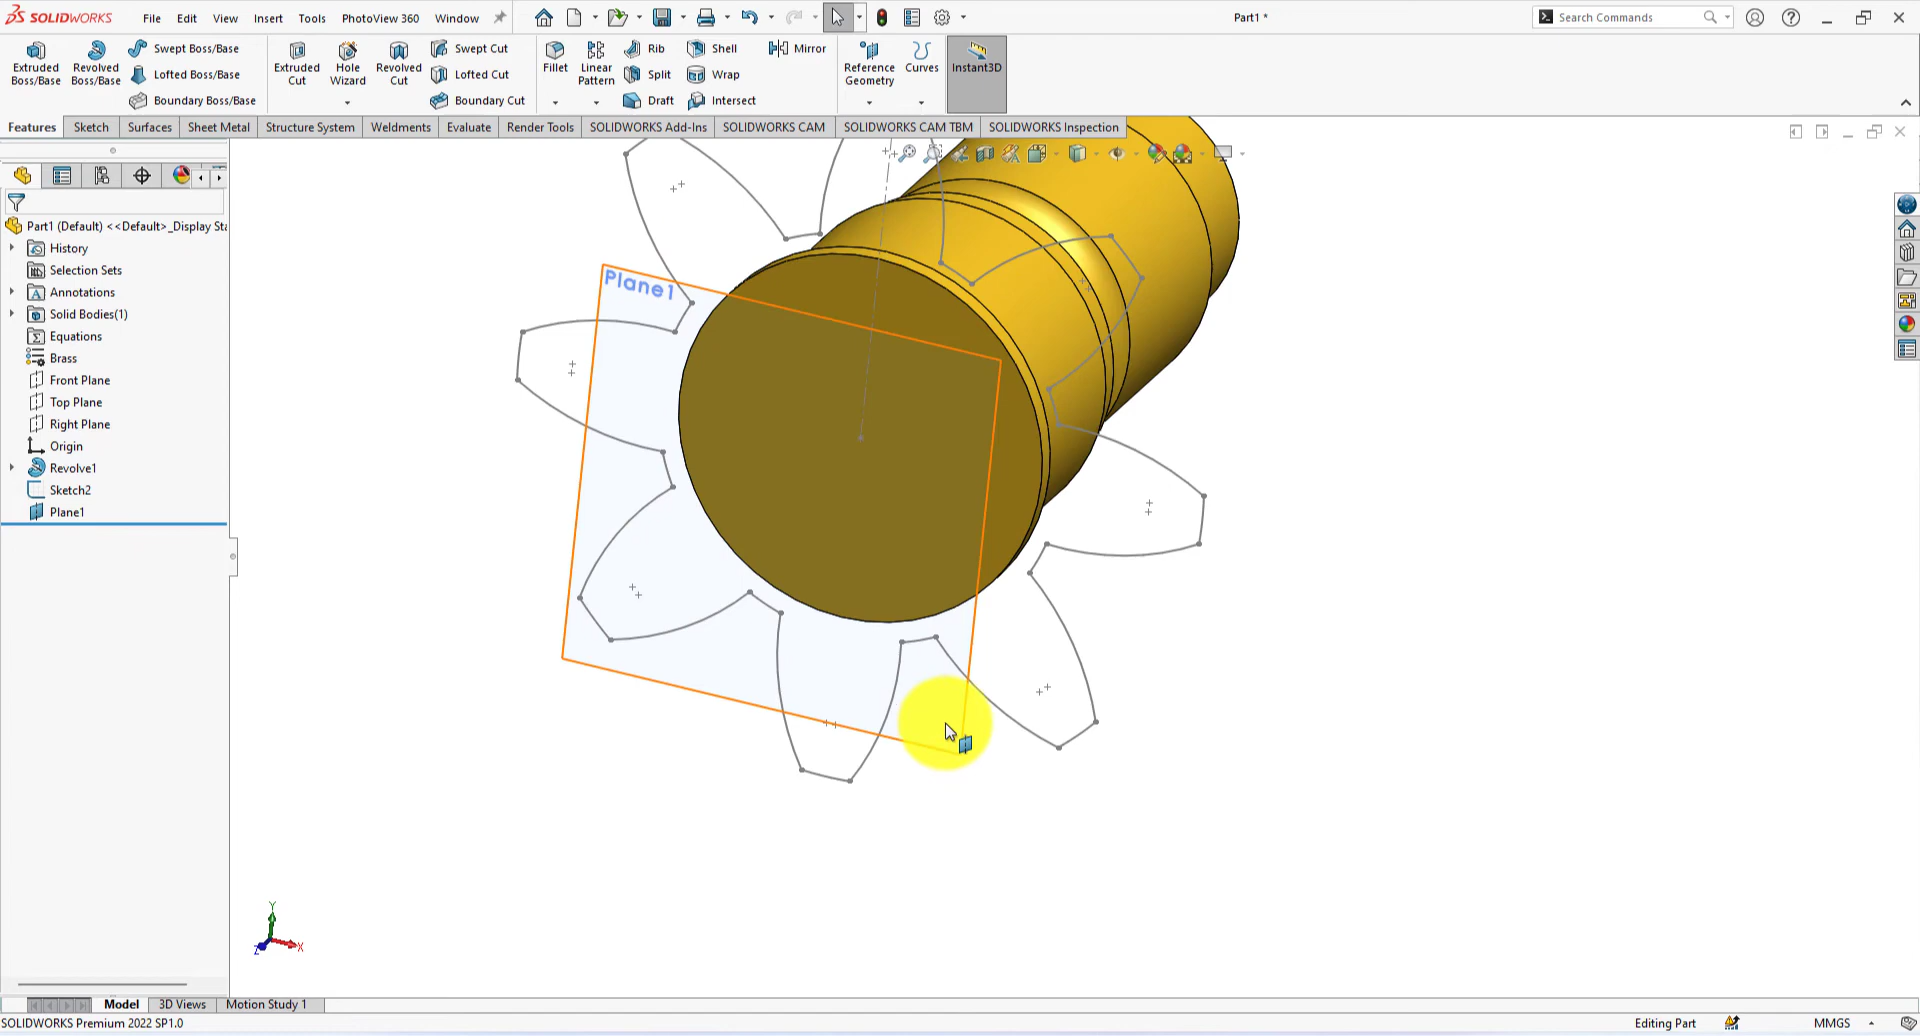 SOLIDWORKS File Edit View Insert Tools PhotoView 360 Window Part1 * Search Commands
Extruded Boss/Base Revolved Boss/Base Swept Boss/Base Lofted Boss/Base Boundary Boss/Base Extruded Cut Hole Wizard Revolved Cut Swept Cut Lofted Cut Boundary Cut Fillet Linear Pattern Rib Split Draft Shell Wrap Intersect Mirror Reference Geometry Curves Instant3D
Features Sketch Surfaces Sheet Metal Structure System Weldments Evaluate Render Tools SOLIDWORKS Add-Ins SOLIDWORKS CAM SOLIDWORKS CAM TBM SOLIDWORKS Inspection
Part1 (Default) <<Default>_Display Sta
History
Selection Sets
Annotations
Solid Bodies(1)
Equations
Brass
Front Plane
Top Plane
Right Plane
Origin
Revolve1
Sketch2
Plane1
Plane1
Y
X
Z
Model 3D Views Motion Study 1
SOLIDWORKS Premium 2022 SP1.0 Editing Part MMGS